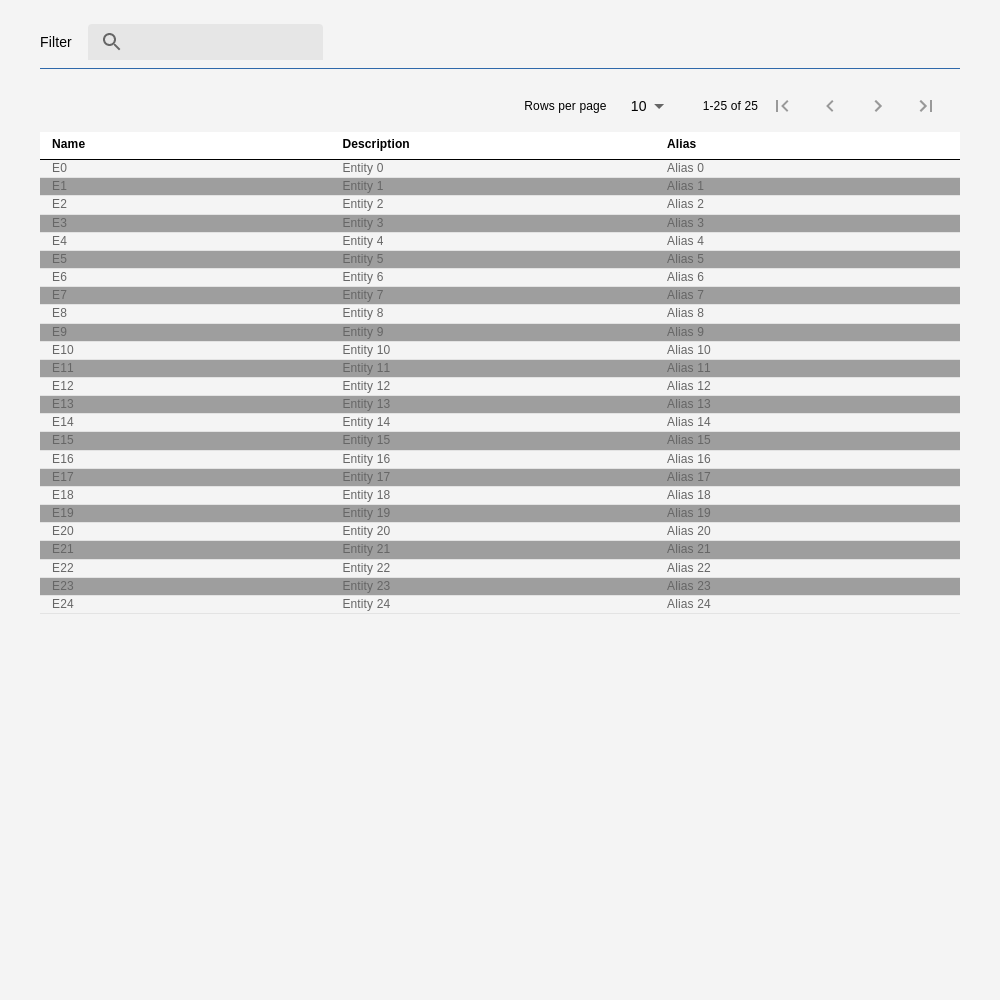 Filter
Rows per page 10 1-25 of 25
Name Description Alias
E0 Entity 0 Alias 0
E1 Entity 1 Alias 1
E2 Entity 2 Alias 2
E3 Entity 3 Alias 3
E4 Entity 4 Alias 4
E5 Entity 5 Alias 5
E6 Entity 6 Alias 6
E7 Entity 7 Alias 7
E8 Entity 8 Alias 8
E9 Entity 9 Alias 9
E10 Entity 10 Alias 10
E11 Entity 11 Alias 11
E12 Entity 12 Alias 12
E13 Entity 13 Alias 13
E14 Entity 14 Alias 14
E15 Entity 15 Alias 15
E16 Entity 16 Alias 16
E17 Entity 17 Alias 17
E18 Entity 18 Alias 18
E19 Entity 19 Alias 19
E20 Entity 20 Alias 20
E21 Entity 21 Alias 21
E22 Entity 22 Alias 22
E23 Entity 23 Alias 23
E24 Entity 24 Alias 24